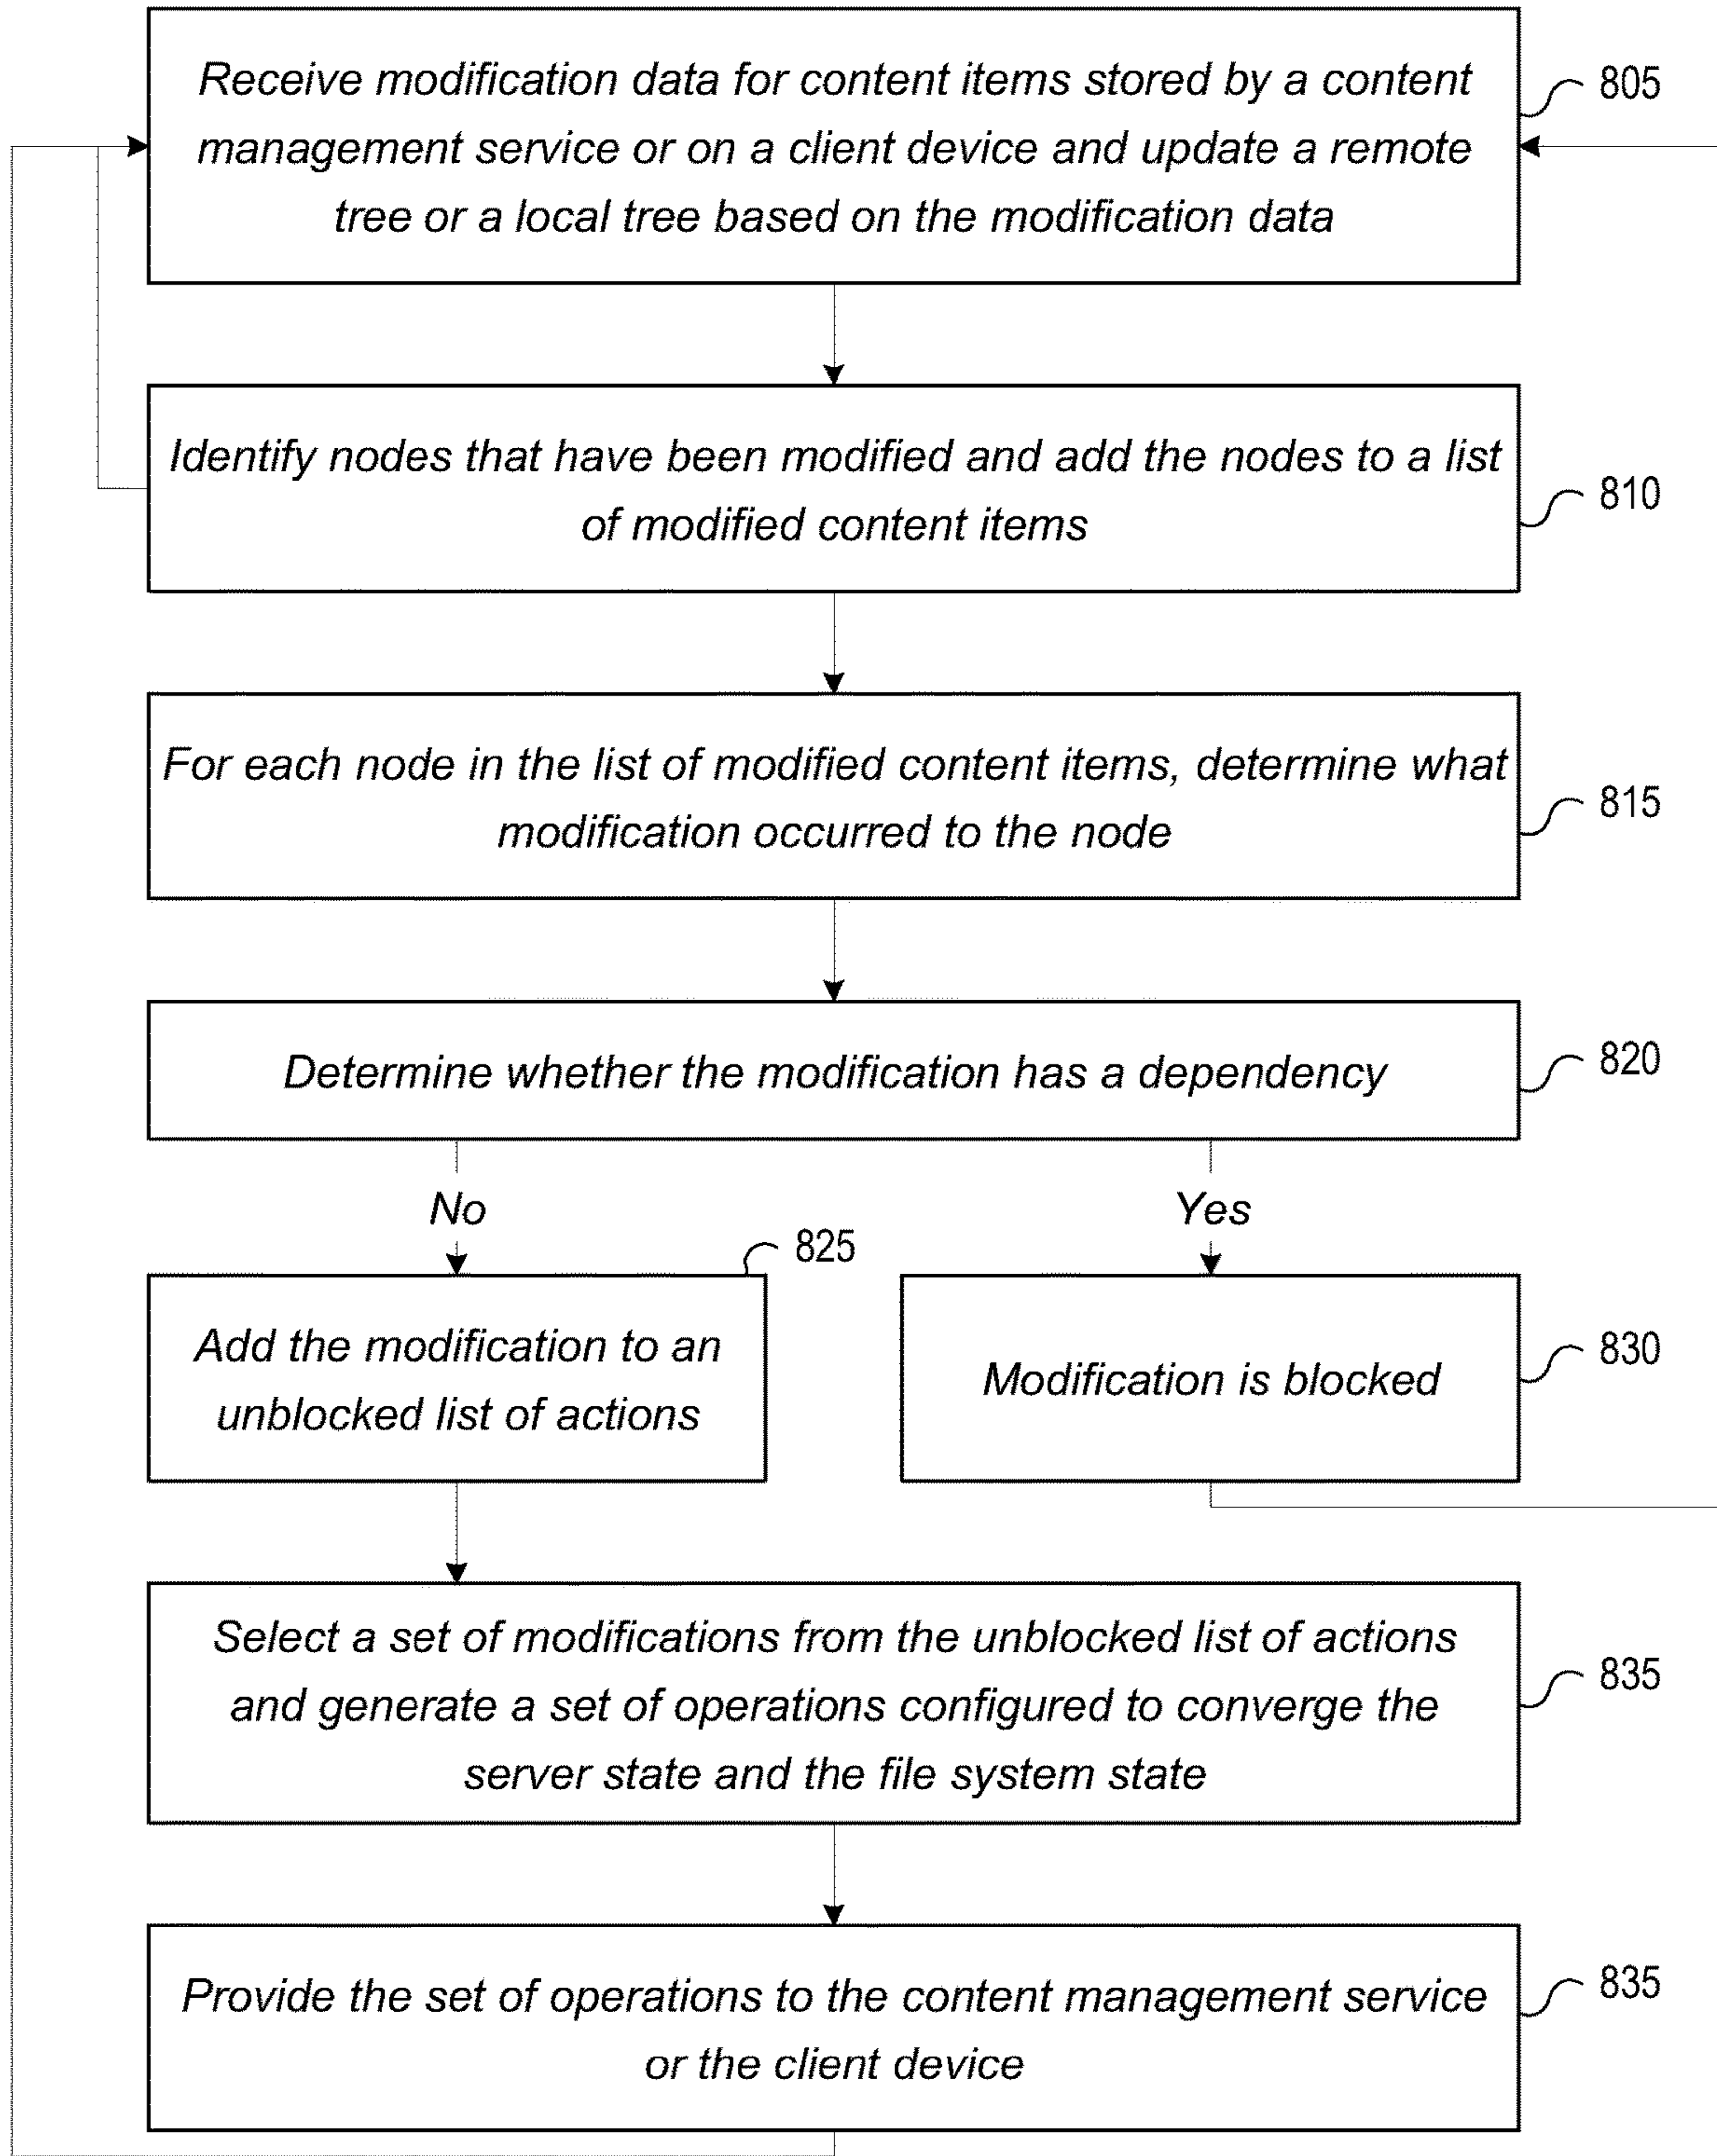 Receive modification data for content items stored by a content
management service or on a client device and update a remote
tree or a local tree based on the modification data
805
Identify nodes that have been modified and add the nodes to a list
of modified content items
810
For each node in the list of modified content items, determine what
modification occurred to the node
815
Determine whether the modification has a dependency
820
No
Yes
825
Add the modification to an
unblocked list of actions
Modification is blocked
830
Select a set of modifications from the unblocked list of actions
and generate a set of operations configured to converge the
server state and the file system state
835
Provide the set of operations to the content management service
or the client device
835